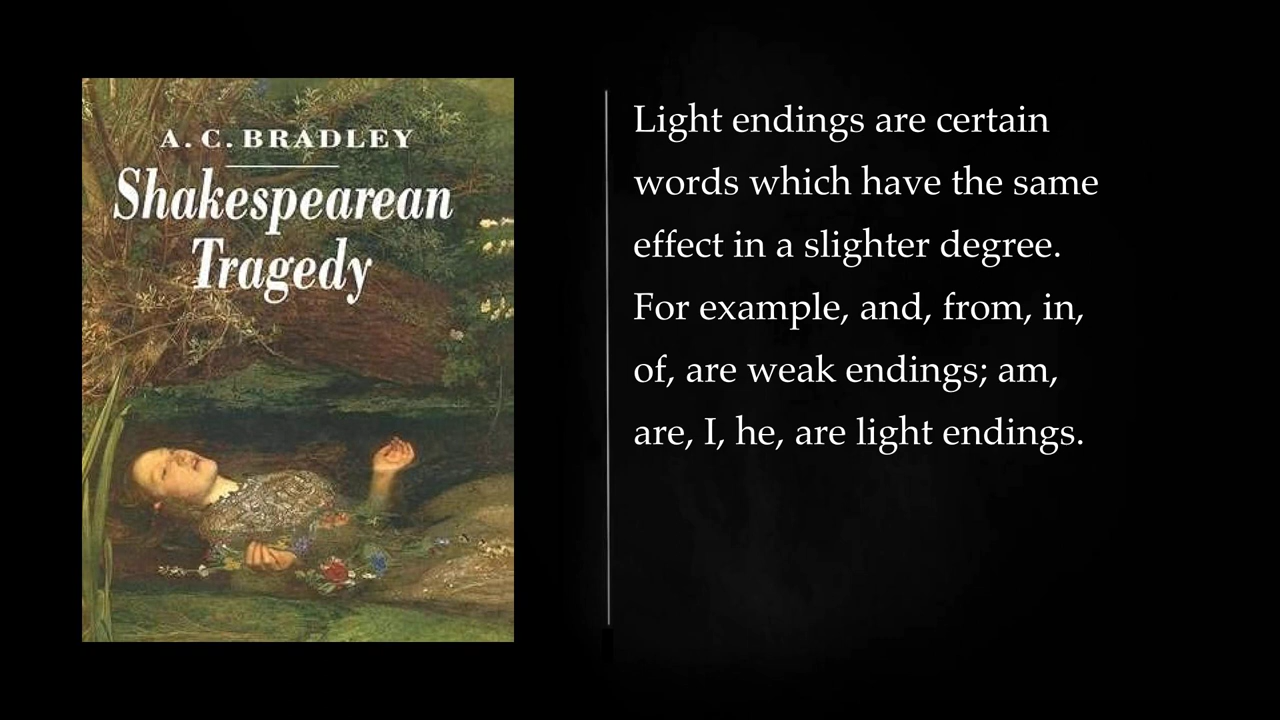 A. C. BRADLEY
Shakespearean
Tragedy
Light endings are certain
words which have the same
effect in a slighter degree.
For example, and, from, in,
of, are weak endings; am,
are, I, he, are light endings.